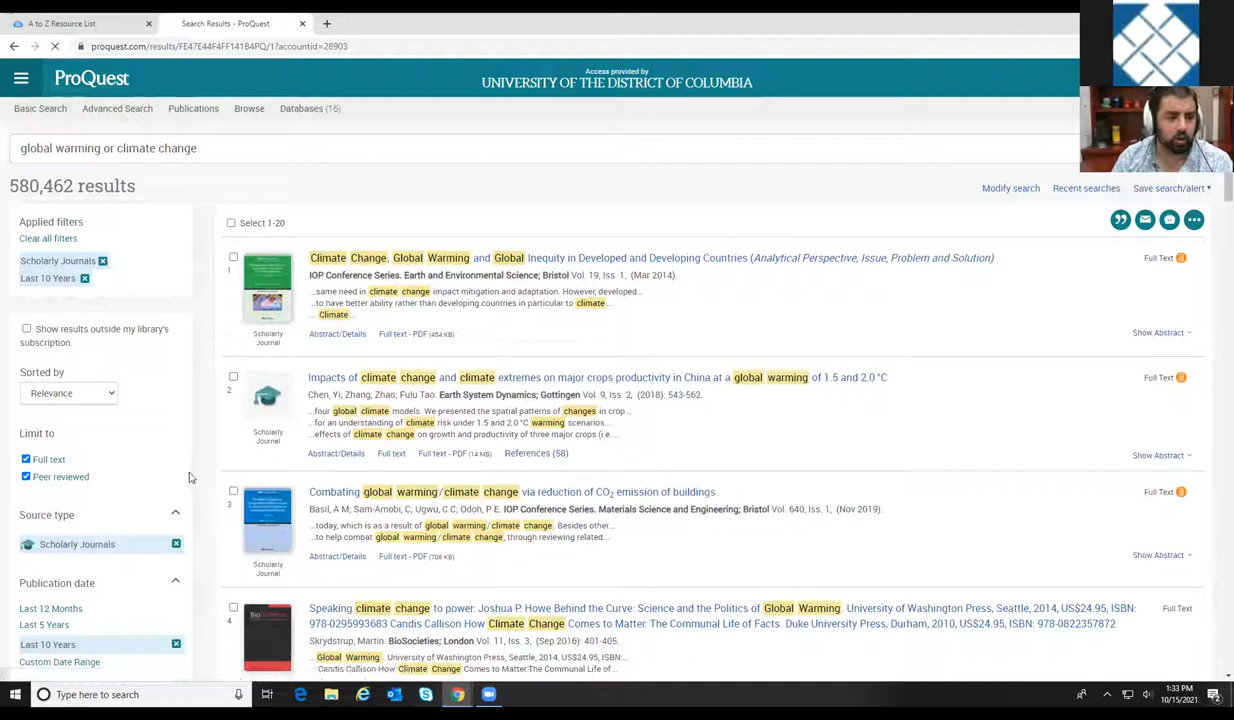 A to Z Resource List
Search Results - ProQuest
proquest.com/results/FE47E44F4FF141B4PQ/1?accountid=28903
ProQuest
Access provided by
UNIVERSITY OF THE DISTRICT OF COLUMBIA
Basic Search Advanced Search Publications Browse Databases (16)
global warming or climate change
580,462 results
Modify search Recent searches Save search/alert
Applied filters
Clear all filters
Scholarly Journals
Last 10 Years
Show results outside my library's
subscription.
Sorted by
Relevance
Limit to
Full text
Peer reviewed
Source type
Scholarly Journals
Publication date
Last 12 Months
Last 5 Years
Last 10 Years
Custom Date Range
Select 1-20
1
Climate Change, Global Warming and Global Inequity in Developed and Developing Countries (Analytical Perspective, Issue, Problem and Solution)
Full Text
IOP Conference Series. Earth and Environmental Science; Bristol Vol. 19, Iss. 1, (Mar 2014).
...same need in climate change impact mitigation and adaptation. However, developed...
...to have better ability rather than developing countries in particular to climate...
...Climate...
Scholarly
Journal
Abstract/Details Full text - PDF (454 KB)
Show Abstract
2
Impacts of climate change and climate extremes on major crops productivity in China at a global warming of 1.5 and 2.0 °C
Full Text
Chen, Yi; Zhang, Zhao; Fulu Tao. Earth System Dynamics; Gottingen Vol. 9, Iss. 2, (2018): 543-562.
...four global climate models. We presented the spatial patterns of changes in crop...
...for an understanding of climate risk under 1.5 and 2.0 °C warming scenarios...
...effects of climate change on growth and productivity of three major crops (i.e....
Scholarly
Journal
Abstract/Details Full text Full text - PDF (14 MB) References (58)
Show Abstract
3
Combating global warming/climate change via reduction of CO2 emission of buildings
Full Text
Basil, A M; Sam-Amobi, C; Ugwu, C C; Odoh, P E. IOP Conference Series. Materials Science and Engineering; Bristol Vol. 640, Iss. 1, (Nov 2019).
...today, which is as a result of global warming/climate change. Besides other...
...to help combat global warming/climate change, through reviewing related...
Scholarly
Journal
Abstract/Details Full text - PDF (708 KB)
Show Abstract
4
Speaking climate change to power: Joshua P. Howe Behind the Curve: Science and the Politics of Global Warming. University of Washington Press, Seattle, 2014, US$24.95, ISBN:
978-0295993683 Candis Callison How Climate Change Comes to Matter: The Communal Life of Facts. Duke University Press, Durham, 2010, US$24.95, ISBN: 978-0822357872
Full Text
Skrydstrup, Martin. BioSocieties; London Vol. 11, Iss. 3, (Sep 2016): 401-405.
...Global Warming. University of Washington Press, Seattle, 2014, US$24.95, ISBN:...
...Candis Callison How Climate Change Comes to Matter:The Communal Life of...
Type here to search
1:33 PM
10/15/2021